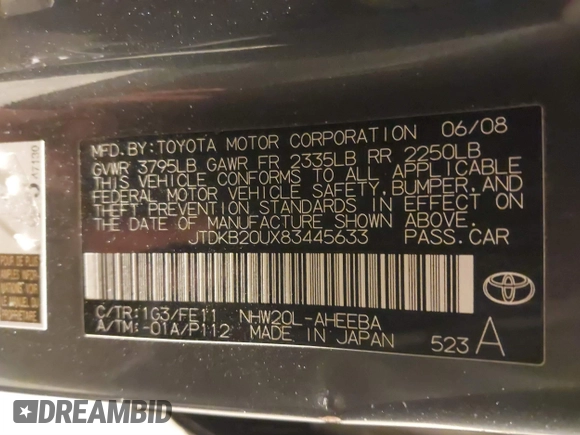 MFD.BY:TOYOTA MOTOR CORPORATION 06/08
GVWR 3795LB GAWR FR 2335LB RR 2250LB
THIS VEHICLE CONFORMS TO ALL APPLICABLE
FEDERAL MOTOR VEHICLE SAFETY,BUMPER,AND
THEFT PREVENTION STANDARDS IN EFFECT ON
THE DATE OF MANUFACTURE SHOWN ABOVE.
JTDKB20UX83445633 PASS.CAR
C/TR:1G3/FE11 NHW20L-AHEEBA
A/TM:-01A/P112 MADE IN JAPAN 523 A
DREAMBID